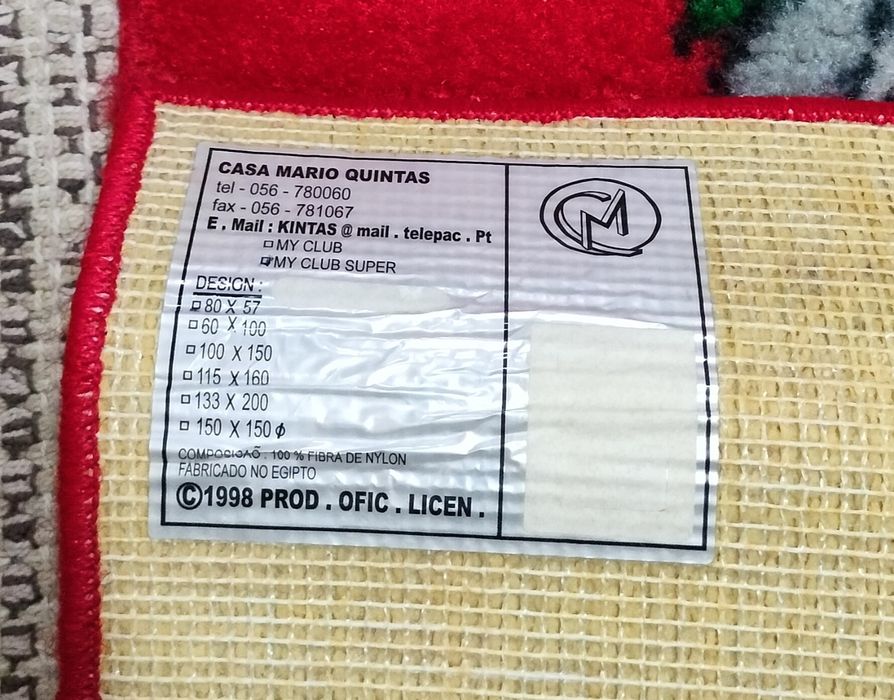 CASA MARIO QUINTAS
tel - 056 - 780060
fax - 056 - 781067
E . Mail : KINTAS @ mail . telepac . Pt
MY CLUB
MY CLUB SUPER
DESIGN :
80 X 57
60 X 100
100 X 150
115 X 160
133 X 200
150 X 150 ϕ
COMPOSICÃO : 100 % FIBRA DE NYLON
FABRICADO NO EGIPTO
©1998 PROD . OFIC . LICEN .
CMQ